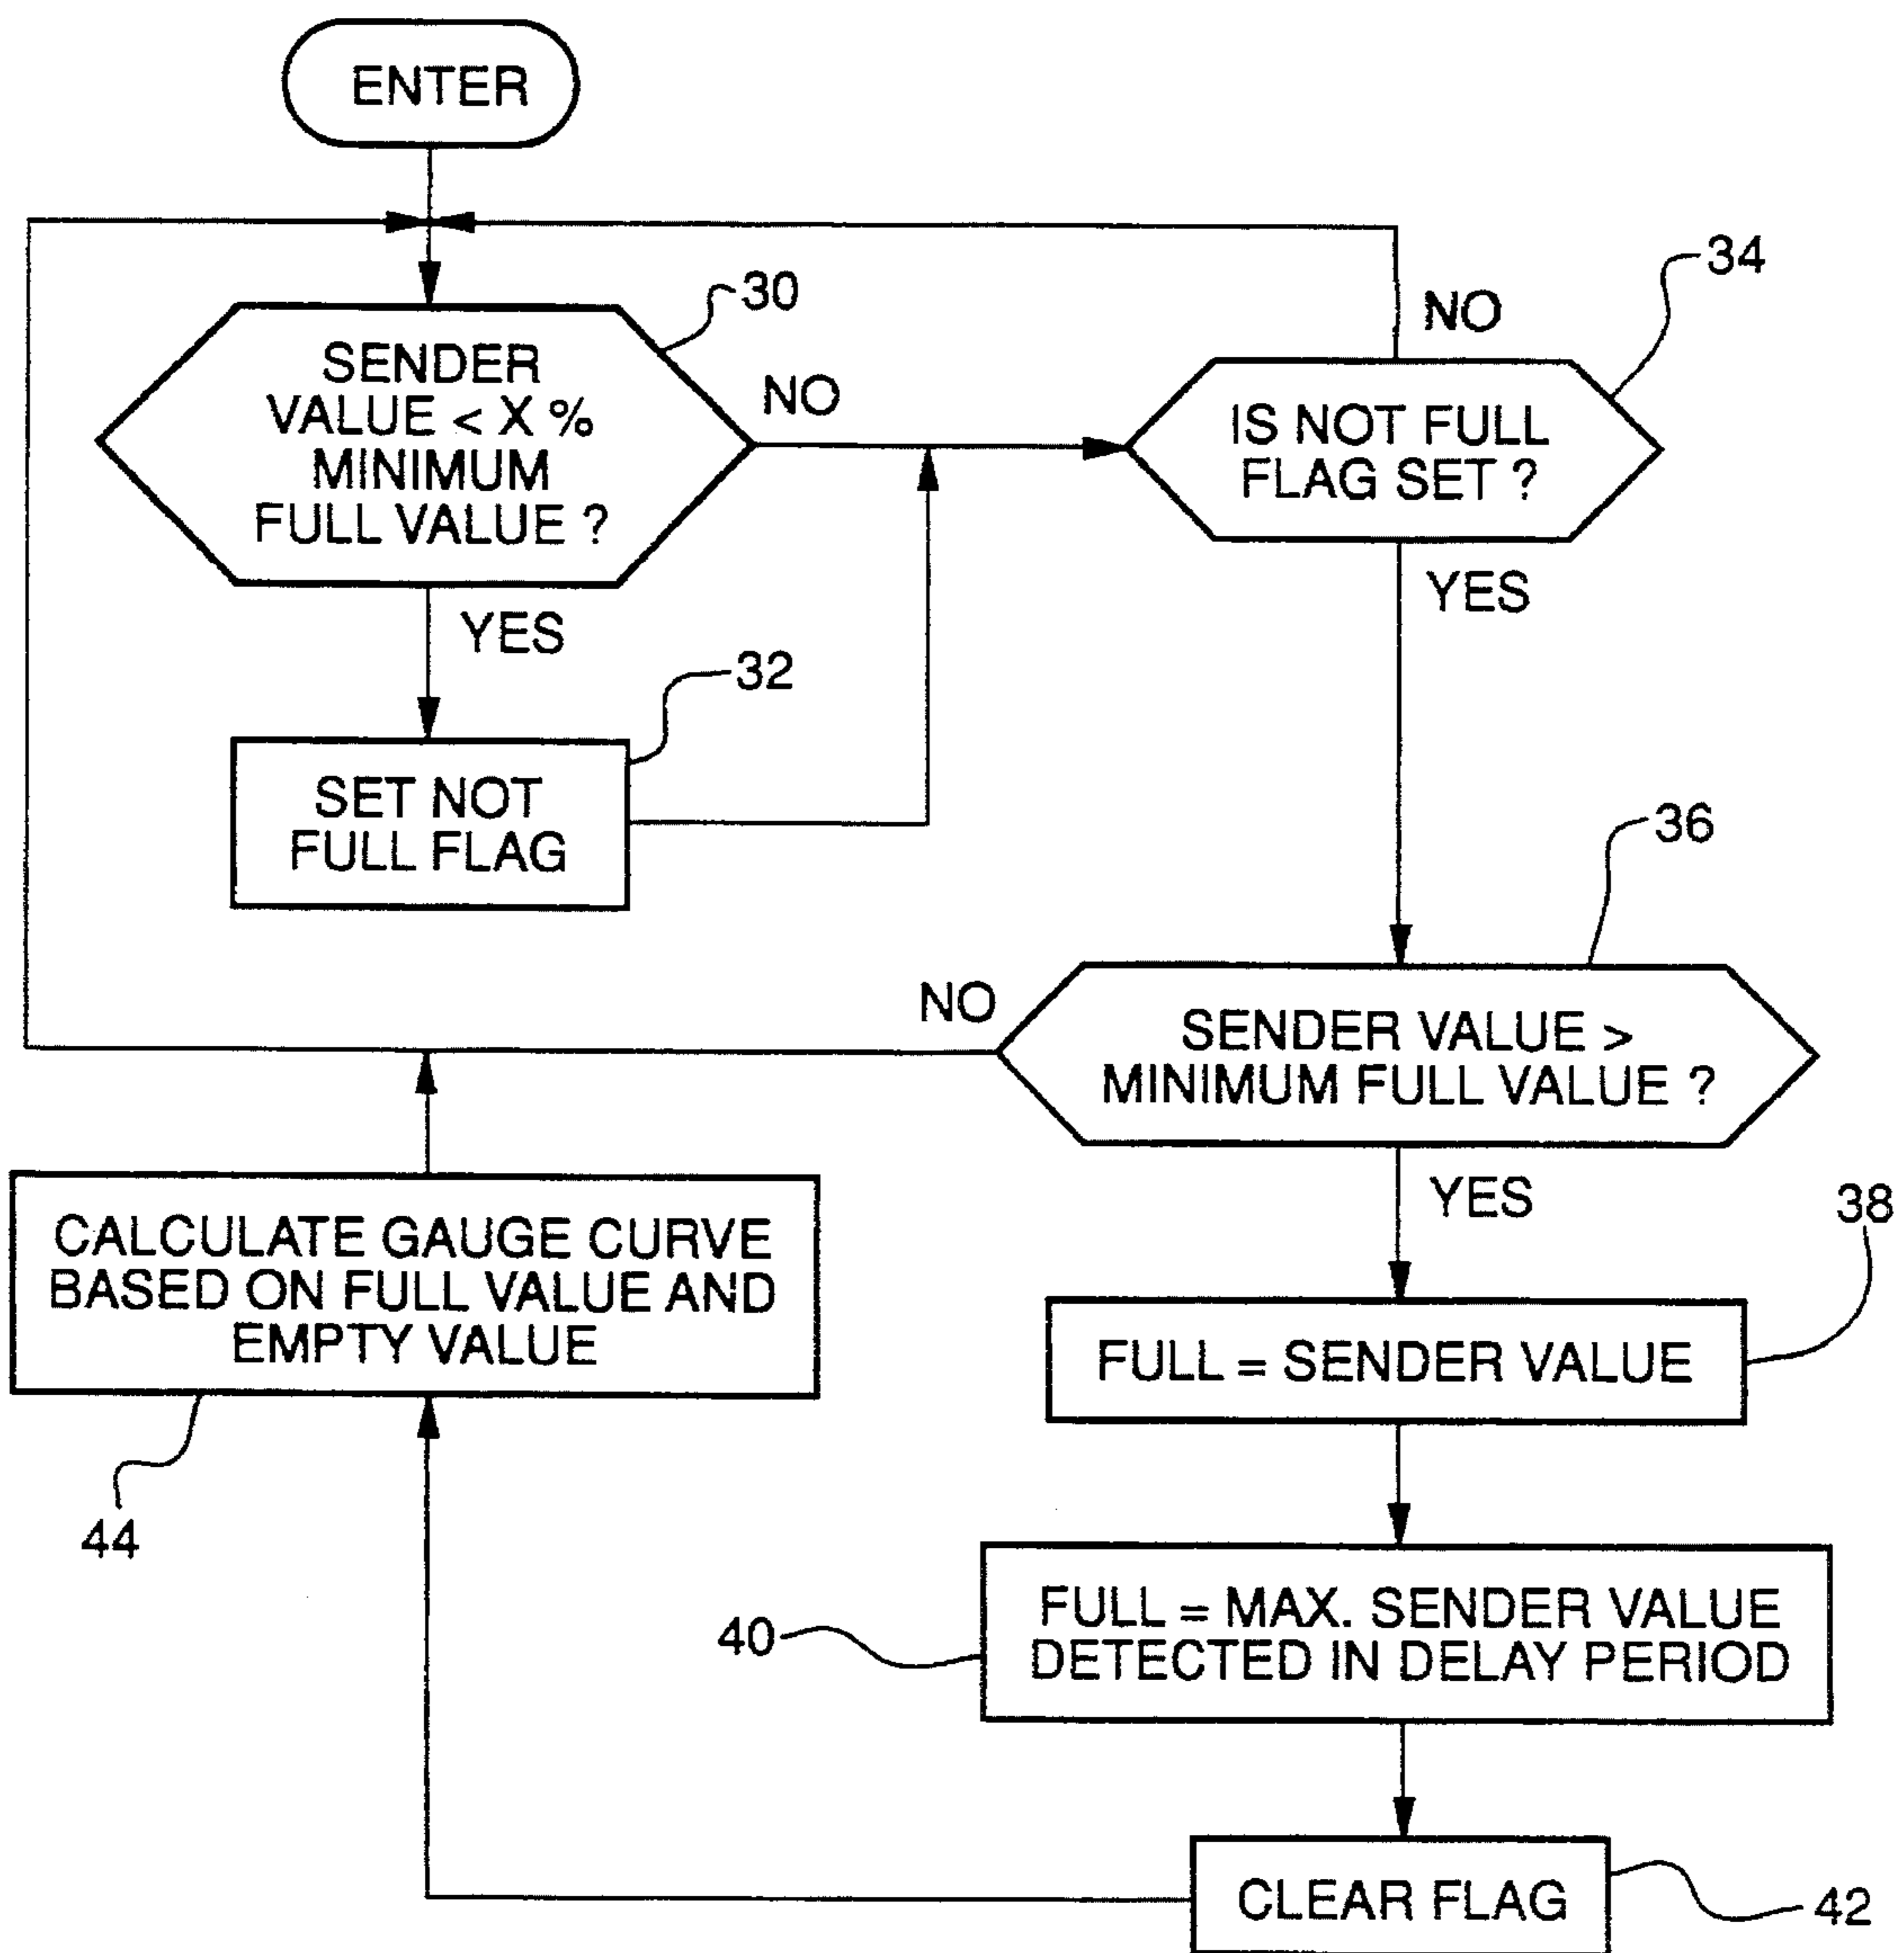 ENTER
30
SENDER
VALUE < X %
MINIMUM
FULL VALUE ?
NO
YES
32
SET NOT
FULL FLAG
34
NO
IS NOT FULL
FLAG SET ?
YES
36
NO
SENDER VALUE >
MINIMUM FULL VALUE ?
YES
38
FULL = SENDER VALUE
40
FULL = MAX. SENDER VALUE
DETECTED IN DELAY PERIOD
CLEAR FLAG
42
CALCULATE GAUGE CURVE
BASED ON FULL VALUE AND
EMPTY VALUE
44